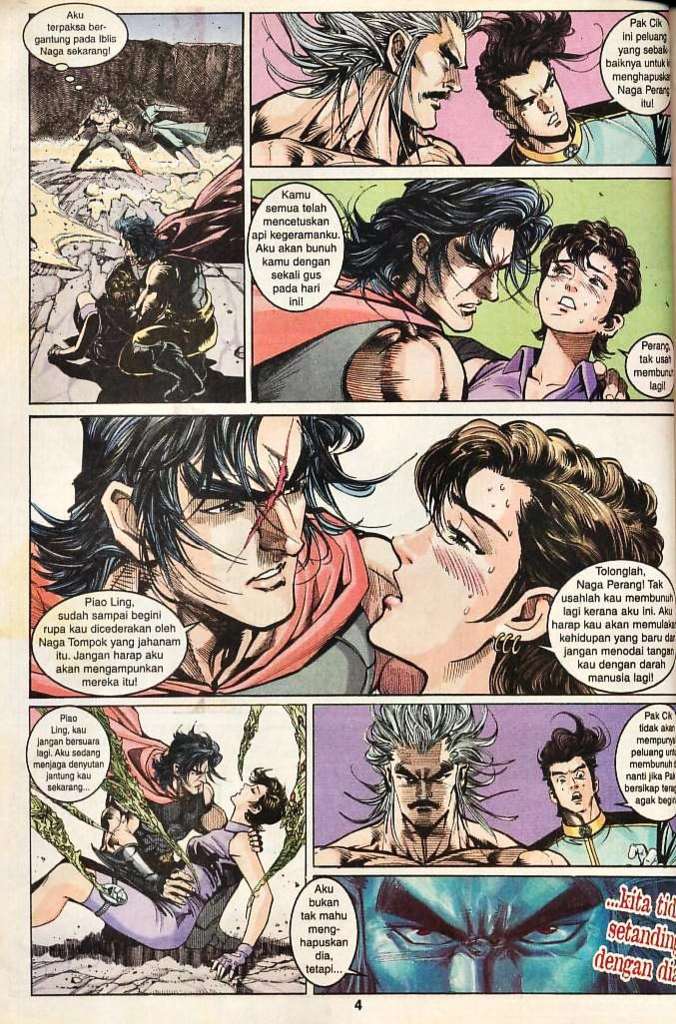 Aku
terpaksa ber-
gantung pada Iblis
Naga sekarang!
Pak Cik
ini peluang
yang sebaik
baiknya untuk
menghapuska
Naga Perang
itu!
Kamu
semua telah
mencetuskan
api kegeramanku.
Aku akan bunuh
kamu dengan
sekali gus
pada hari
ini!
Perang,
tak usah
membunuh
lagi!
Piao Ling,
sudah sampai begini
rupa kau dicederakan oleh
Naga Tompok yang jahanam
itu. Jangan harap aku
akan mengampunkan
mereka itu!
Tolonglah,
Naga Perang! Tak
usahlah kau membunuh
lagi kerana aku ini. Aku
harap kau akan memulaka
kehidupan yang baru dan
jangan menodai tangan
kau dengan darah
manusia lagi!
Piao
Ling, kau
jangan bersuara
lagi. Aku sedang
menjaga denyutan
jantung kau
sekarang...
Pak Cik
tidak akan
mempunyai
peluang untu
membunuh
nanti jika Pak
bersikap terag
agak begin
Aku
bukan
tak mahu
meng-
hapuskan
dia,
tetapi...
...kita tid
setanding
dengan dia
4